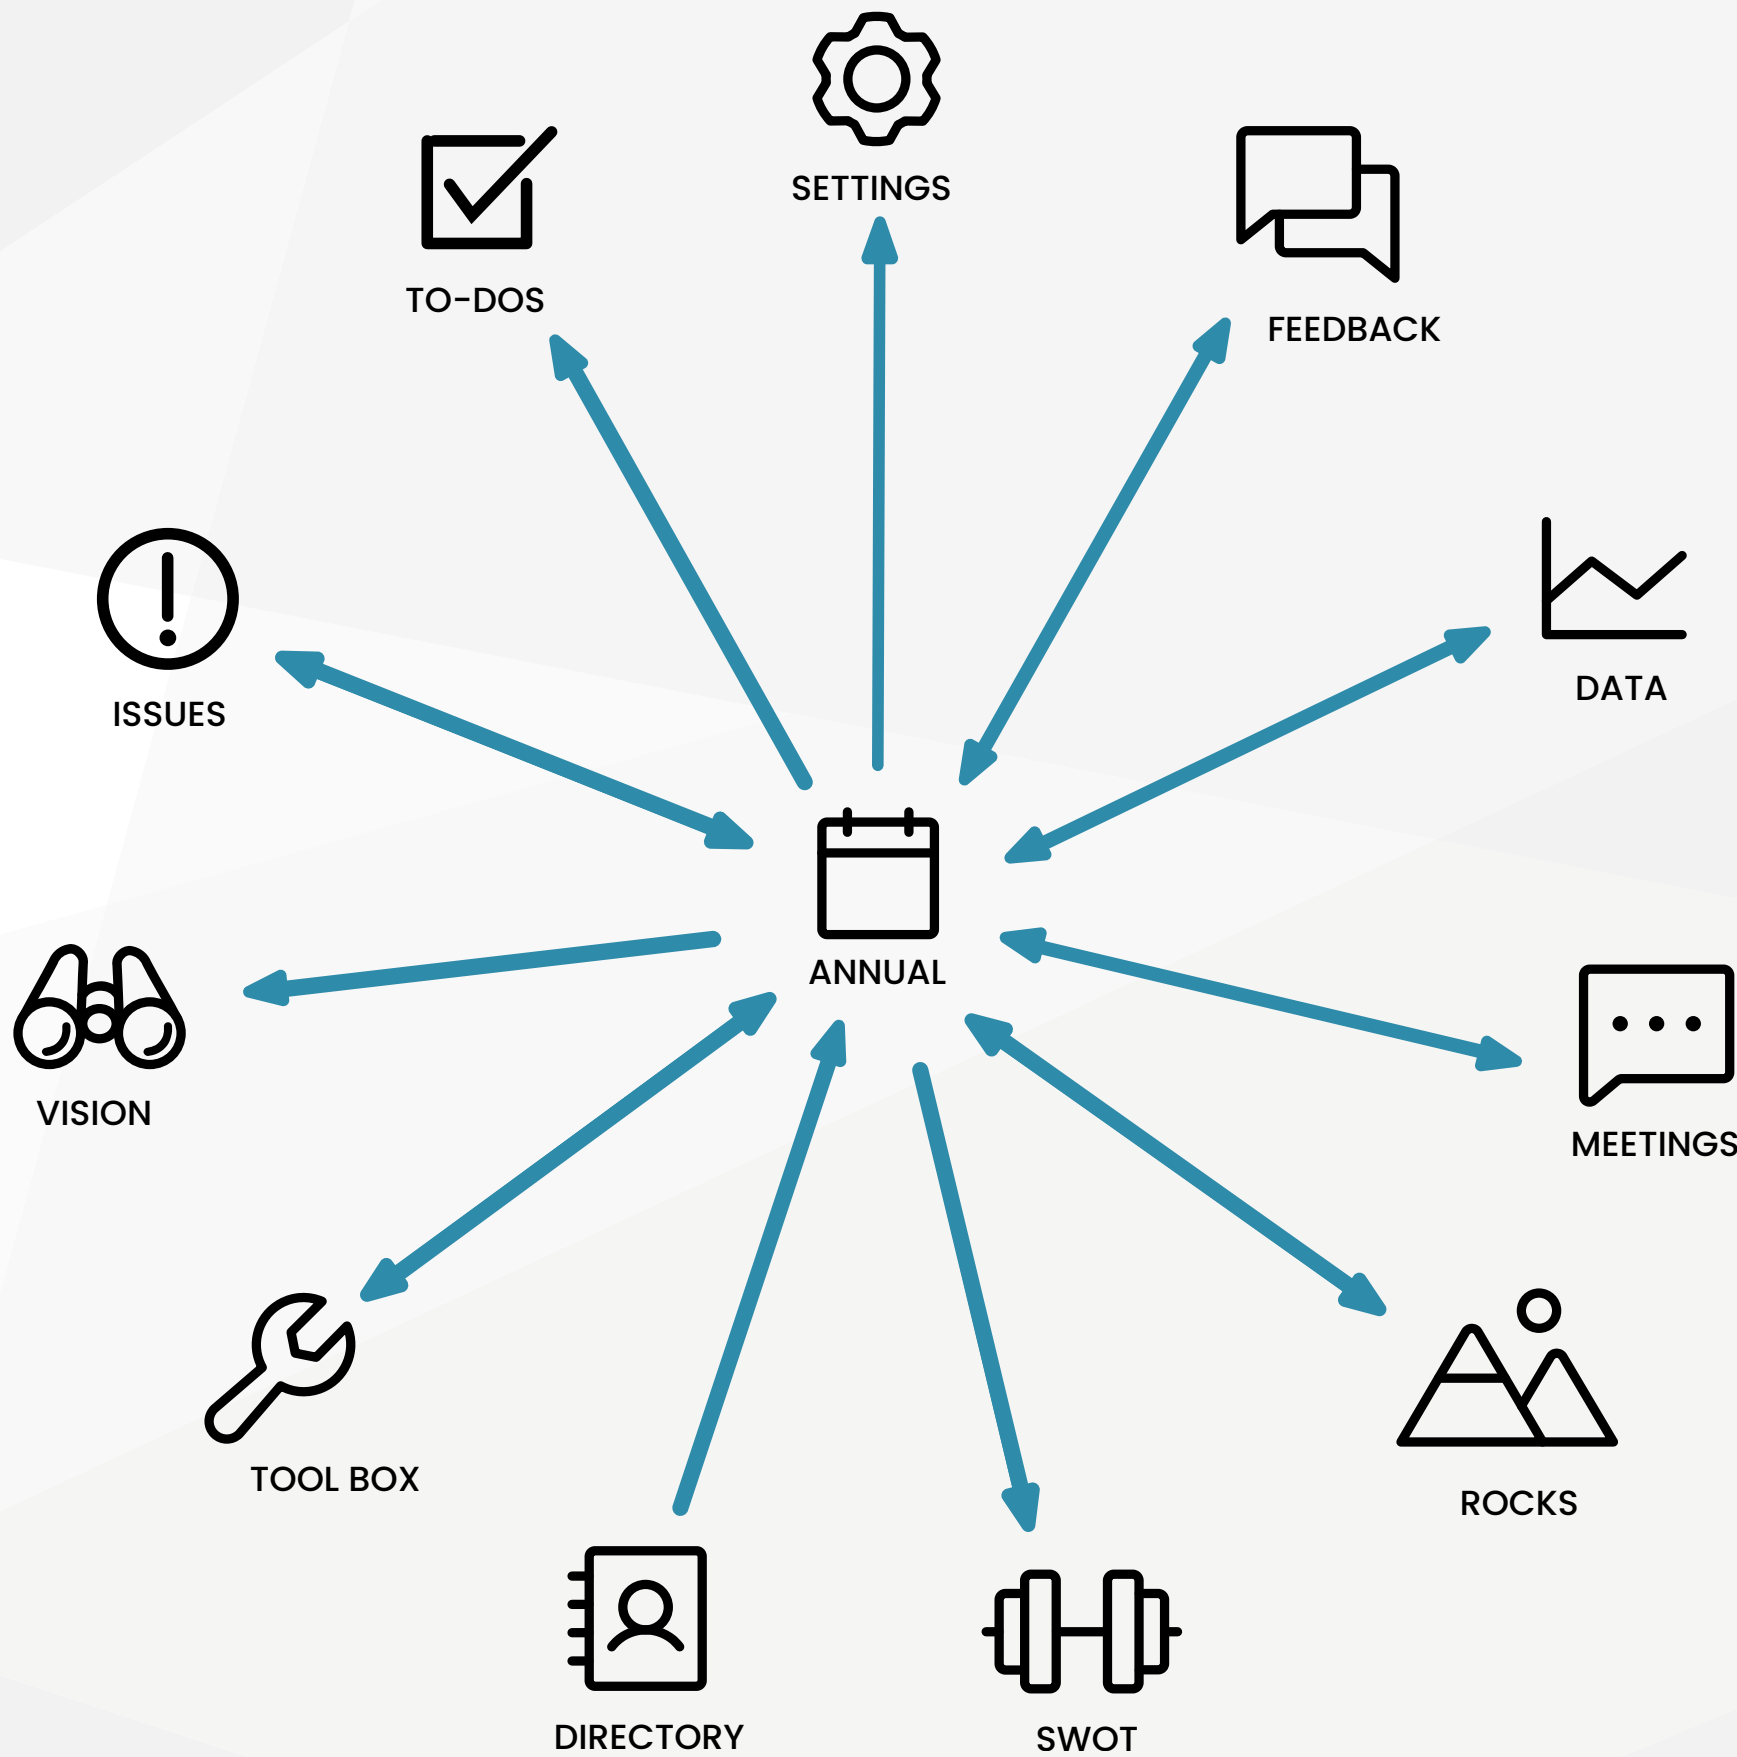 SETTINGS
TO-DOS
FEEDBACK
DATA
ISSUES
ANNUAL
VISION
MEETINGS
TOOL BOX
ROCKS
DIRECTORY
SWOT